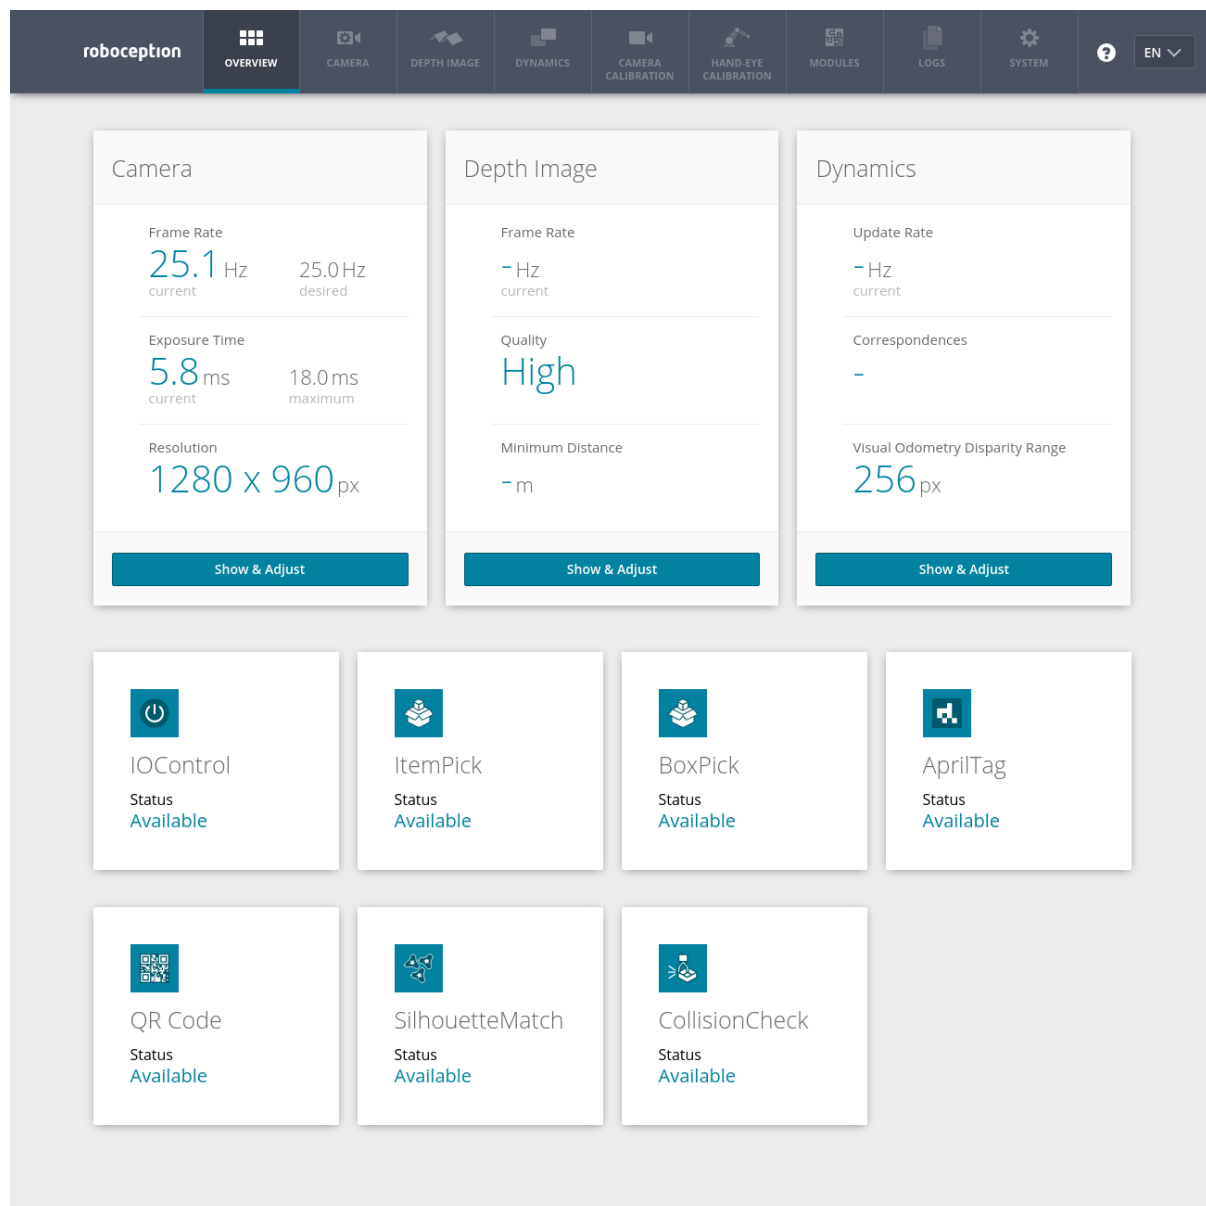 roboception
OVERVIEW
CAMERA
DEPTH IMAGE
DYNAMICS
CAMERA
CALIBRATION
HAND-EYE
CALIBRATION
MODULES
LOGS
SYSTEM
?
EN
Camera
Frame Rate
25.1 Hz 25.0 Hz
current desired
Exposure Time
5.8 ms 18.0 ms
current maximum
Resolution
1280 x 960 px
Show & Adjust
Depth Image
Frame Rate
- Hz
current
Quality
High
Minimum Distance
- m
Show & Adjust
Dynamics
Update Rate
- Hz
current
Correspondences
-
Visual Odometry Disparity Range
256 px
Show & Adjust
IOControl
Status
Available
ItemPick
Status
Available
BoxPick
Status
Available
AprilTag
Status
Available
QR Code
Status
Available
SilhouetteMatch
Status
Available
CollisionCheck
Status
Available